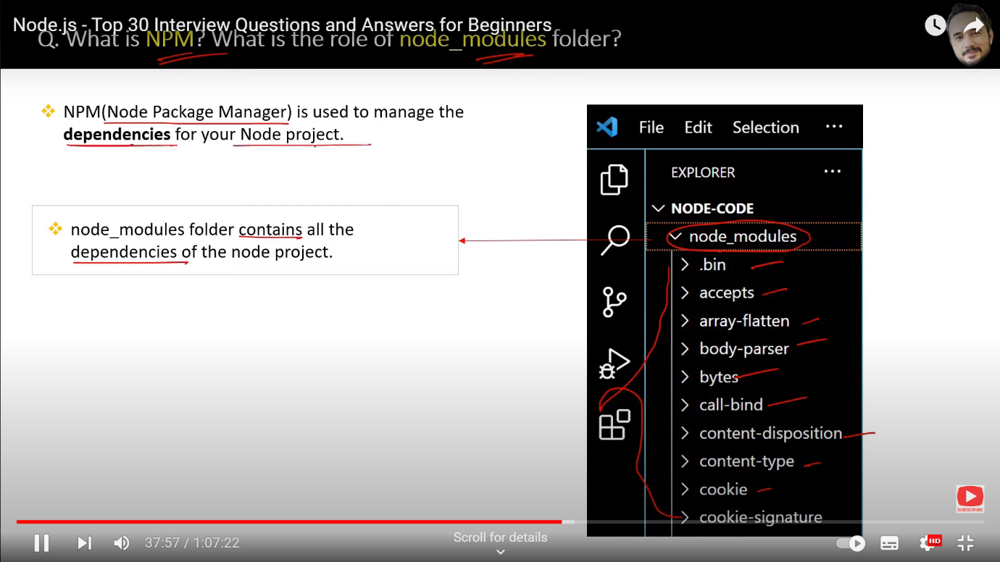 Node.js - Top 30 Interview Questions and Answers for Beginners
Q. What is NPM? What is the role of node_modules folder?
NPM(Node Package Manager) is used to manage the
dependencies for your Node project.
node_modules folder contains all the
dependencies of the node project.
File Edit Selection ...
EXPLORER ...
NODE-CODE
node_modules
.bin
accepts
array-flatten
body-parser
bytes
call-bind
content-disposition
content-type
cookie
cookie-signature
SUBSCRIBE
37:57 / 1:07:22
Scroll for details
HD